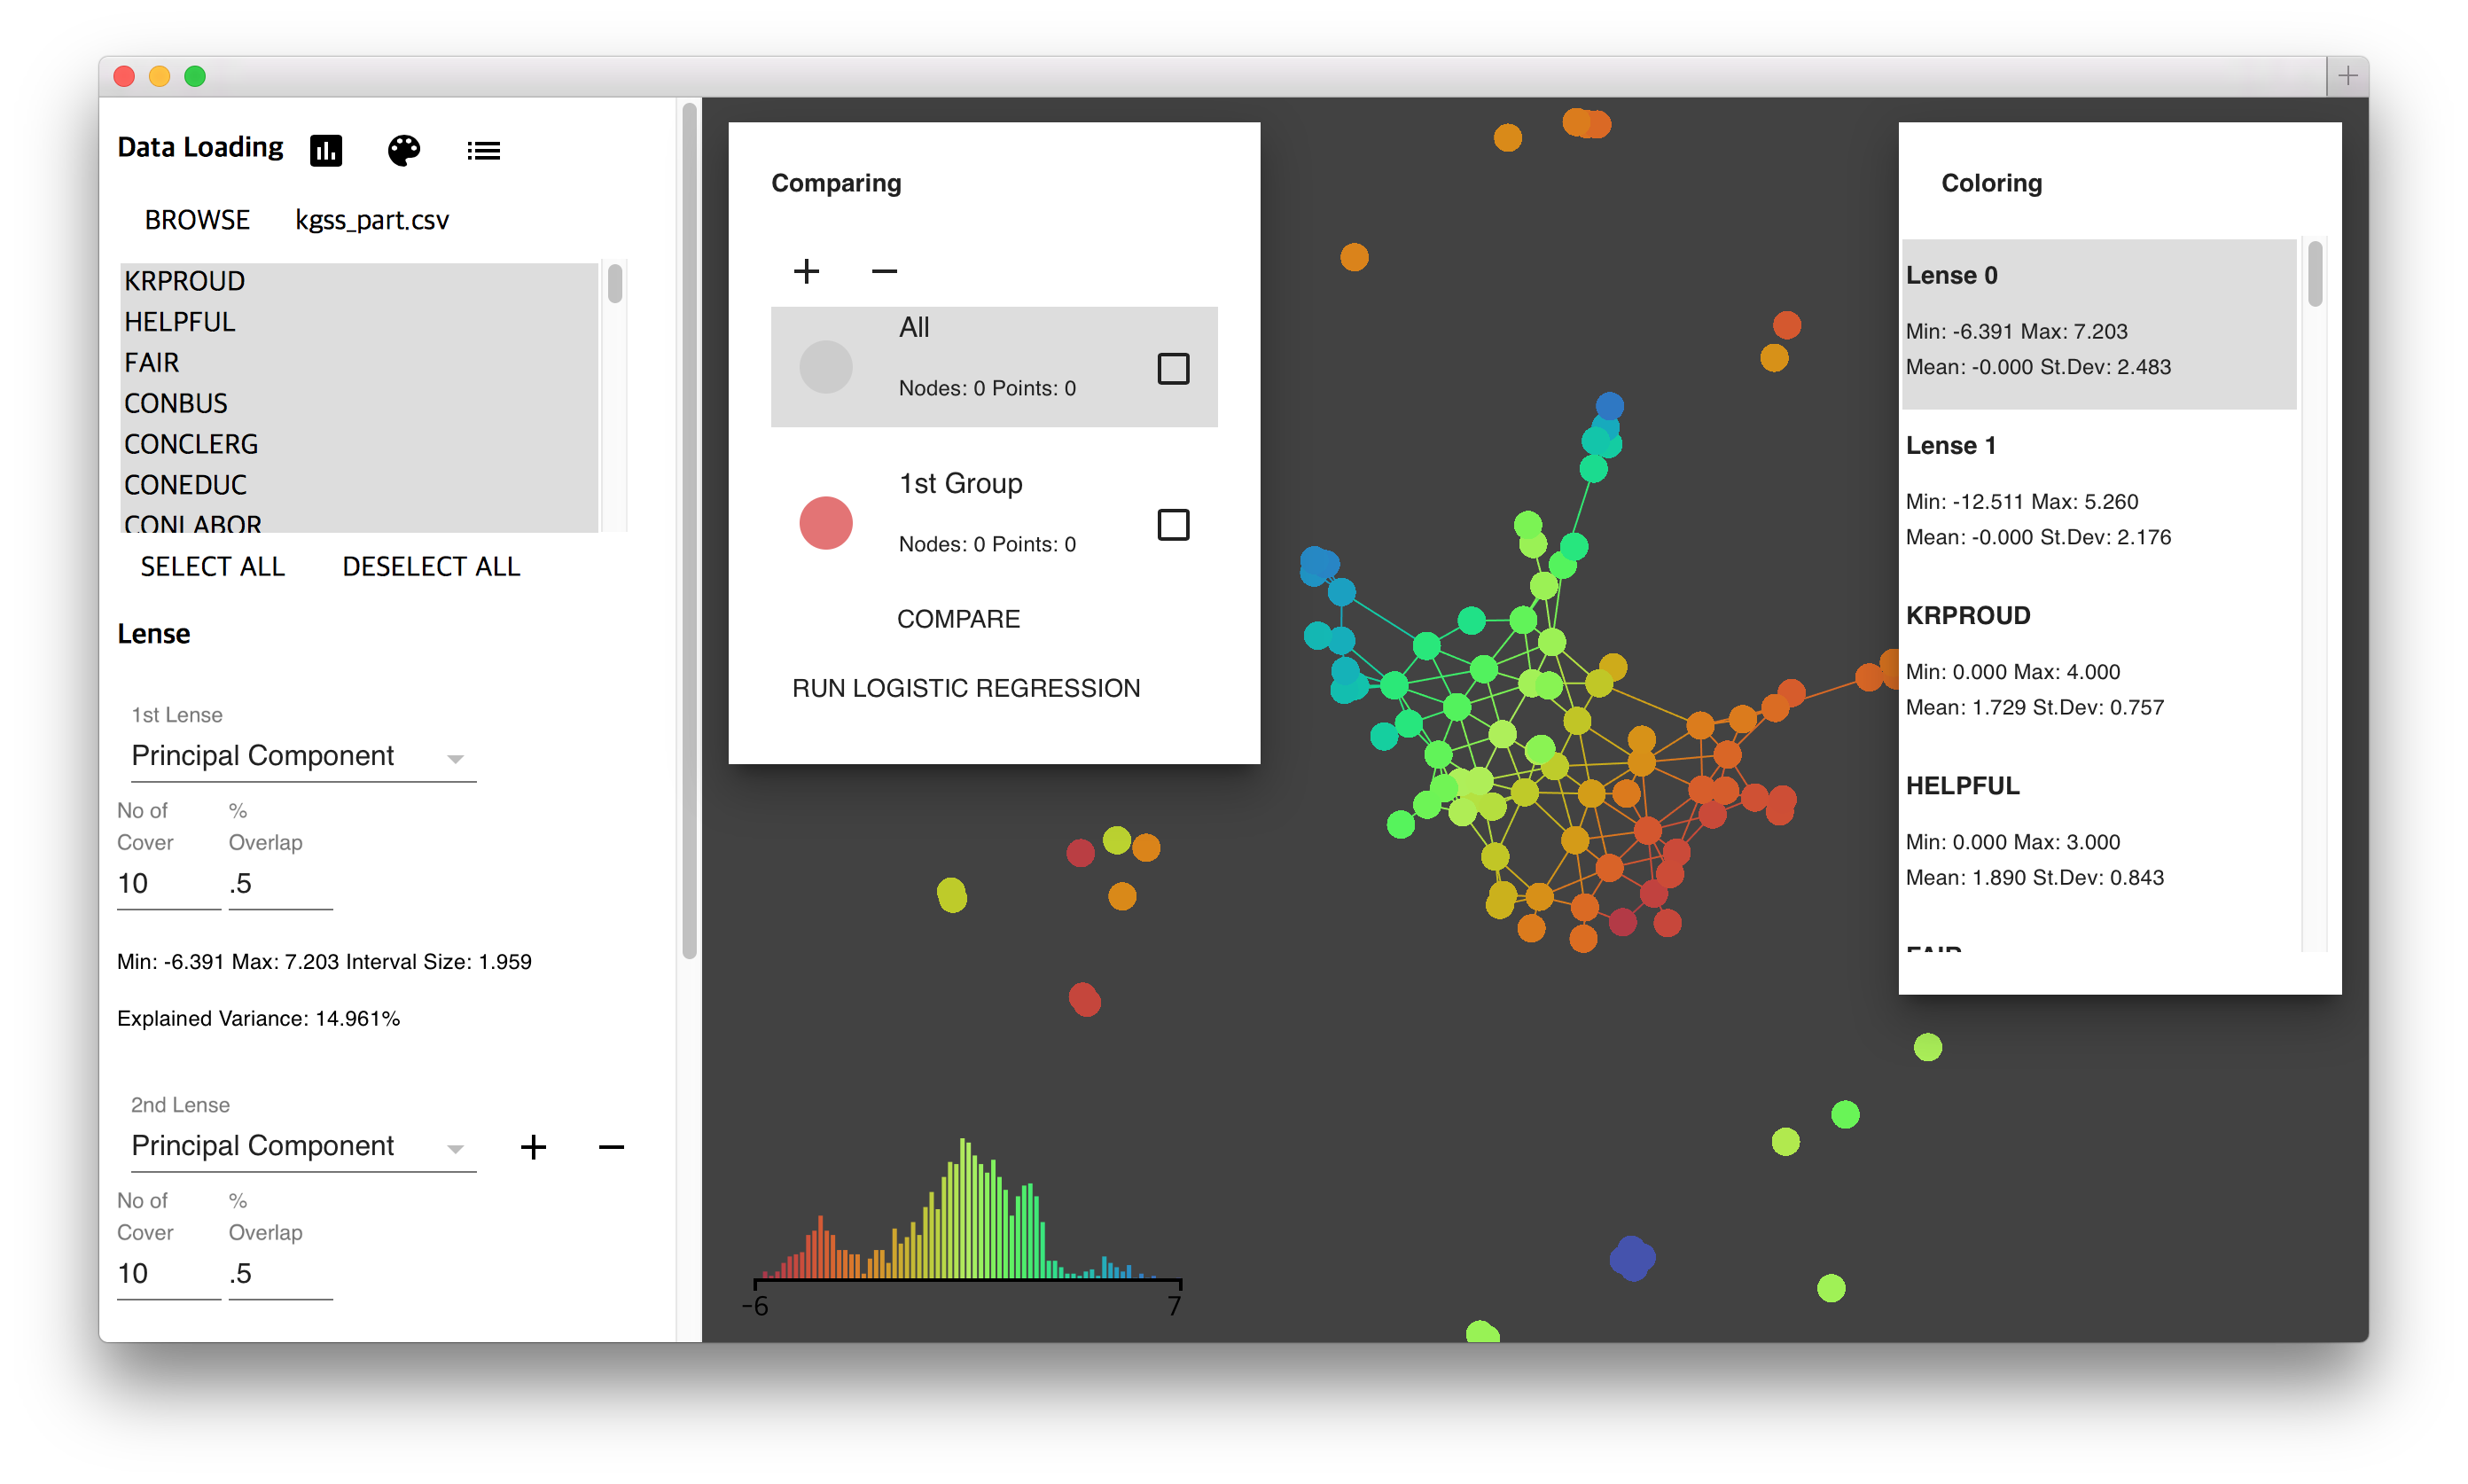 Data Loading
BROWSE kgss_part.csv
KRPROUD
HELPFUL
FAIR
CONBUS
CONCLERG
CONEDUC
CONLABOR
SELECT ALL DESELECT ALL
Lense
1st Lense
Principal Component
No of Cover % Overlap
10 .5
Min: -6.391 Max: 7.203 Interval Size: 1.959
Explained Variance: 14.961%
2nd Lense
Principal Component
No of Cover % Overlap
10 .5
Comparing
All
Nodes: 0 Points: 0
1st Group
Nodes: 0 Points: 0
COMPARE
RUN LOGISTIC REGRESSION
-6 7
Coloring
Lense 0
Min: -6.391 Max: 7.203
Mean: -0.000 St.Dev: 2.483
Lense 1
Min: -12.511 Max: 5.260
Mean: -0.000 St.Dev: 2.176
KRPROUD
Min: 0.000 Max: 4.000
Mean: 1.729 St.Dev: 0.757
HELPFUL
Min: 0.000 Max: 3.000
Mean: 1.890 St.Dev: 0.843
FAIR